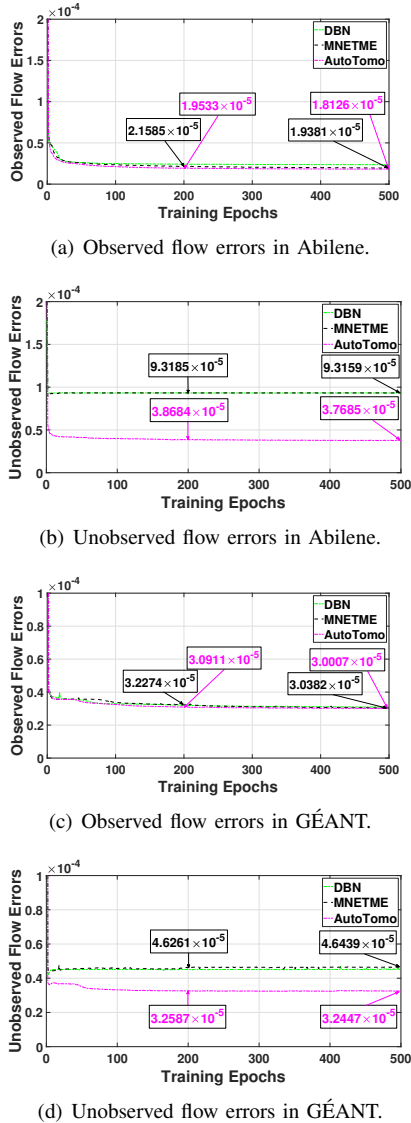 ×10⁻⁴
2
1.5
1
0.5
0
Observed Flow Errors
DBN
MNETME
AutoTomo
1.9533×10⁻⁵
1.8126×10⁻⁵
2.1585×10⁻⁵
1.9381×10⁻⁵
0 100 200 300 400 500
Training Epochs
(a) Observed flow errors in Abilene.
×10⁻⁴
2
1.5
1
0.5
0
Unobserved Flow Errors
DBN
MNETME
AutoTomo
9.3185×10⁻⁵
9.3159×10⁻⁵
3.8684×10⁻⁵
3.7685×10⁻⁵
0 100 200 300 400 500
Training Epochs
(b) Unobserved flow errors in Abilene.
×10⁻⁴
1
0.8
0.6
0.4
0.2
0
Observed Flow Errors
DBN
MNETME
AutoTomo
3.0911×10⁻⁵
3.0007×10⁻⁵
3.2274×10⁻⁵
3.0382×10⁻⁵
0 100 200 300 400 500
Training Epochs
(c) Observed flow errors in GÉANT.
×10⁻⁴
1
0.8
0.6
0.4
0.2
0
Unobserved Flow Errors
DBN
MNETME
AutoTomo
4.6261×10⁻⁵
4.6439×10⁻⁵
3.2587×10⁻⁵
3.2447×10⁻⁵
0 100 200 300 400 500
Training Epochs
(d) Unobserved flow errors in GÉANT.